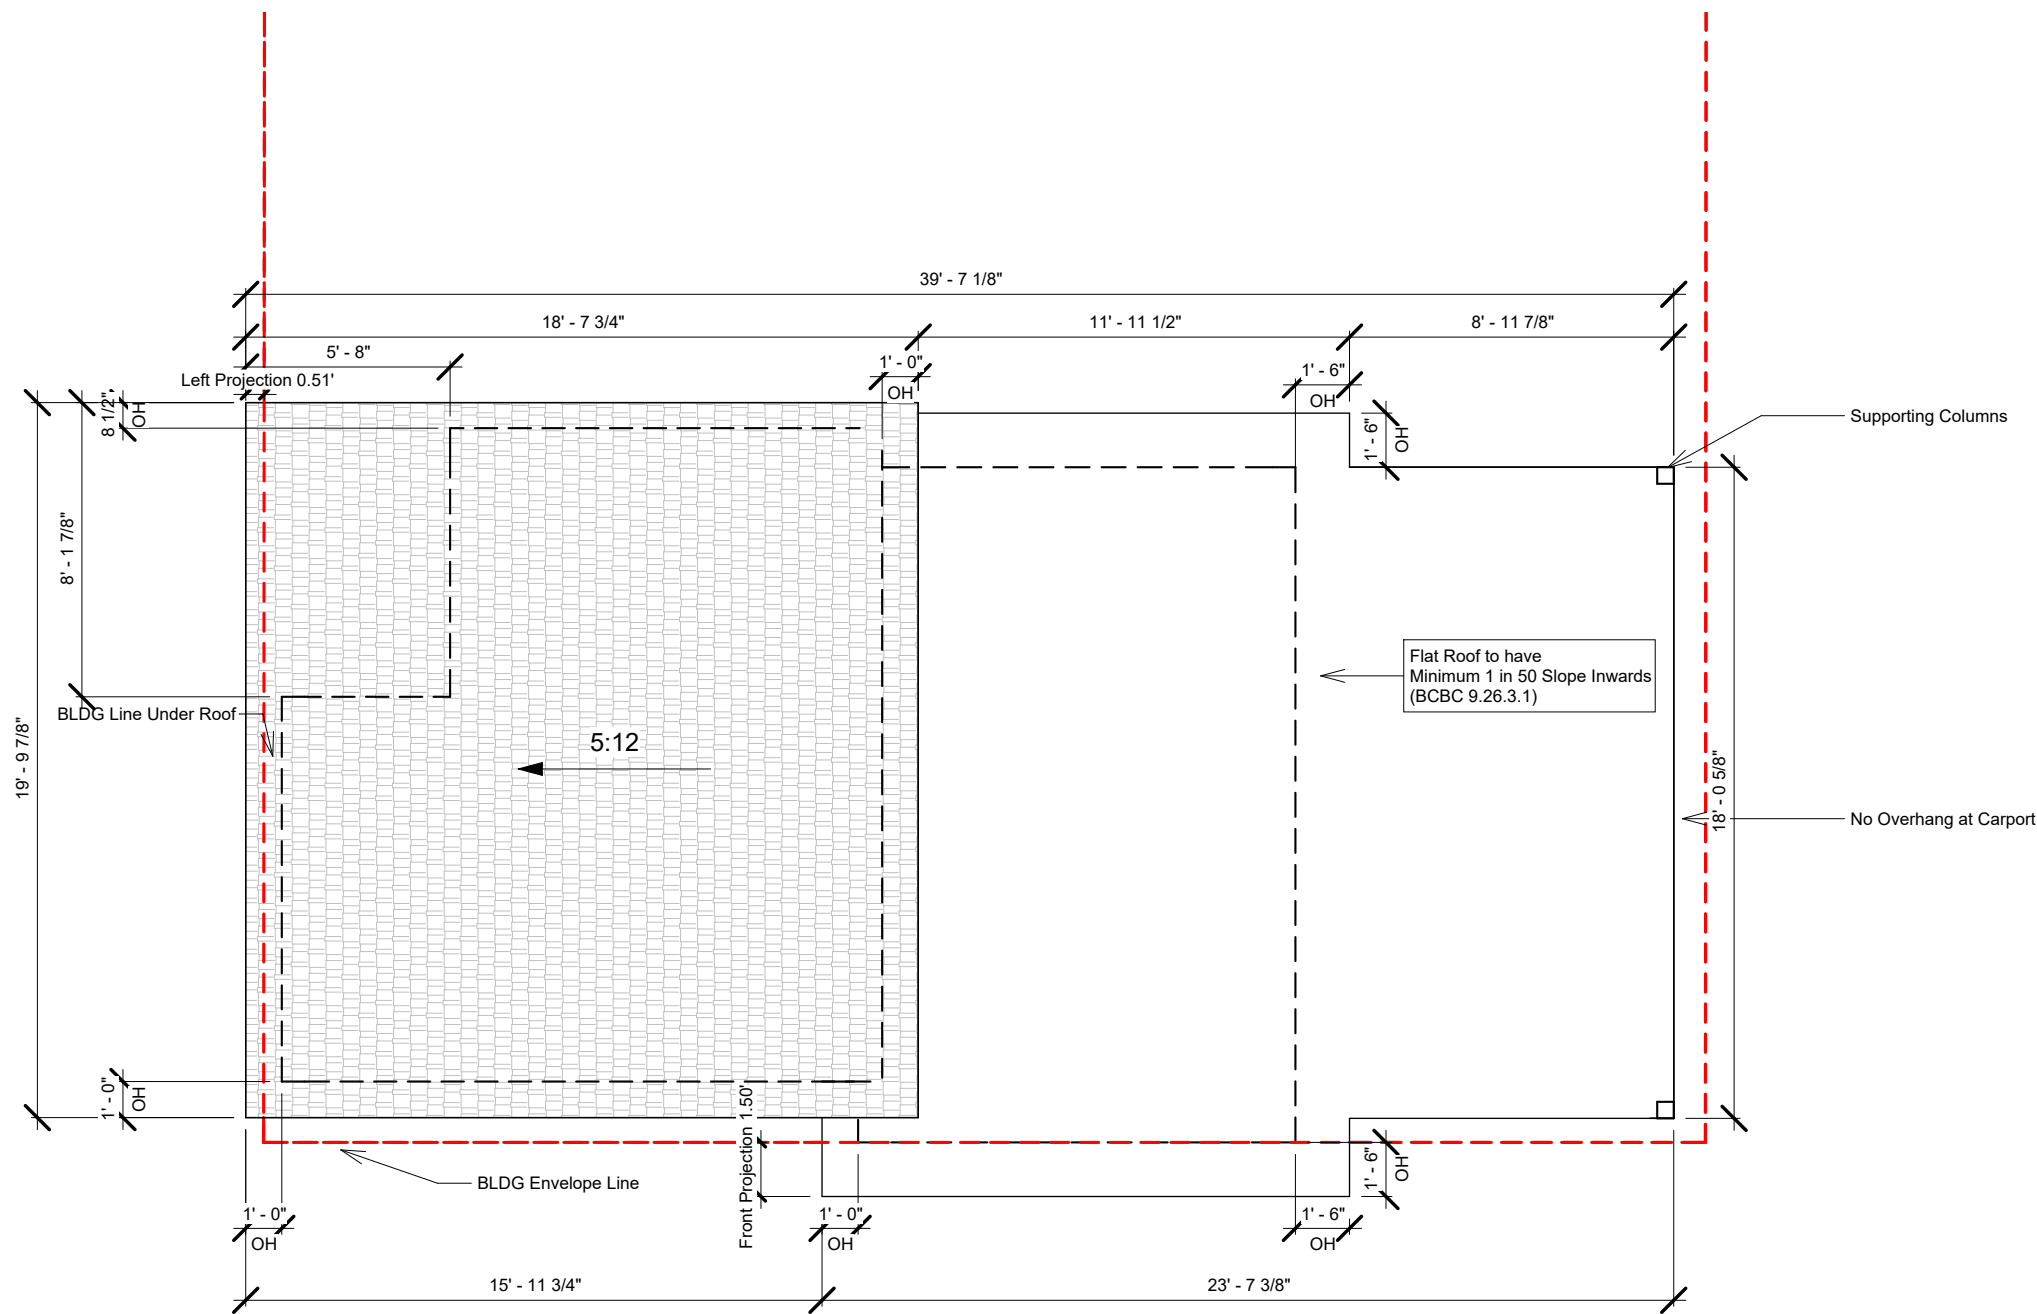 39' - 7 1/8"
18' - 7 3/4"
11' - 11 1/2"
8' - 11 7/8"
5' - 8"
1' - 0"
OH
1' - 6"
OH
Left Projection 0.51'
8 1/2"
OH
1' - 6"
OH
Supporting Columns
8' - 1 7/8"
19' - 9 7/8"
BLDG Line Under Roof
5:12
Flat Roof to have
Minimum 1 in 50 Slope Inwards
(BCBC 9.26.3.1)
18' - 0 5/8"
No Overhang at Carport
1' - 0"
OH
Front Projection 1.50'
1' - 6"
OH
BLDG Envelope Line
1' - 0"
OH
1' - 0"
OH
1' - 6"
OH
15' - 11 3/4"
23' - 7 3/8"